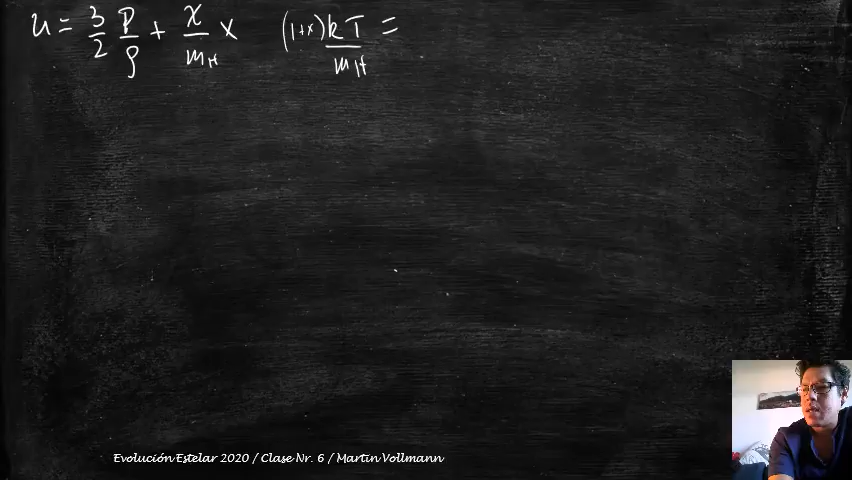 u = 3/2 P/ρ + χ/m_H x (1+x) kT/m_H =
Evolución Estelar 2020 / Clase Nr. 6 / Martin Vollmann